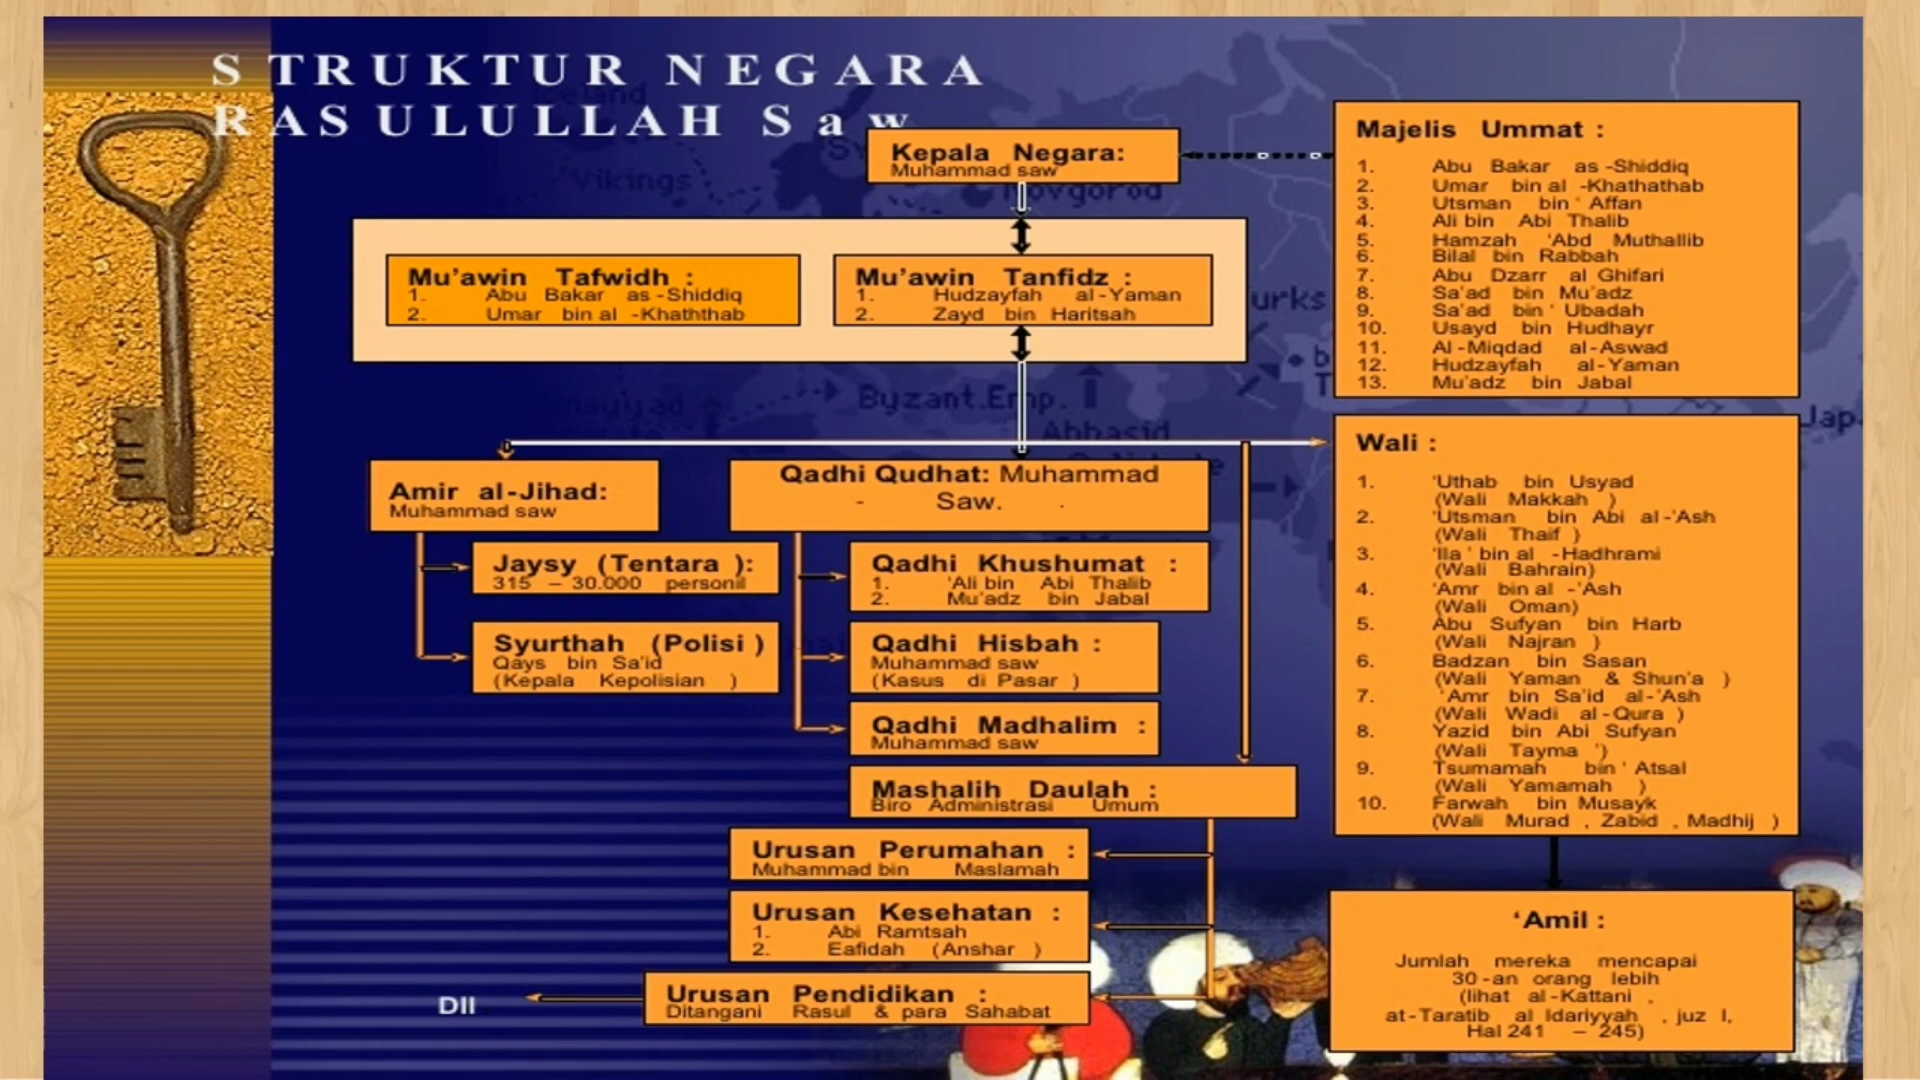 STRUKTUR NEGARA
RASULULLAH Saw
Kepala Negara:
Muhammad saw
Majelis Ummat :
1. Abu Bakar as-Shiddiq
2. Umar bin al-Khathathab
3. Utsman bin 'Affan
4. Ali bin Abi Thalib
5. Hamzah 'Abd Muthallib
6. Bilal bin Rabbah
7. Abu Dzarr al Ghifari
8. Sa'ad bin Mu'adz
9. Sa'ad bin 'Ubadah
10. Usayd bin Hudhayr
11. Al-Miqdad al-Aswad
12. Hudzayfah al-Yaman
13. Mu'adz bin Jabal
Mu'awin Tafwidh :
1. Abu Bakar as-Shiddiq
2. Umar bin al-Khaththab
Mu'awin Tanfidz :
1. Hudzayfah al-Yaman
2. Zayd bin Haritsah
Vikings
Novgorod
urks
Byzant.Emp.
Abbasid
Jap
Wali :
1. 'Uthab bin Usyad
(Wali Makkah )
2. 'Utsman bin Abi al-'Ash
(Wali Thaif )
3. 'Ila ' bin al -Hadhrami
(Wali Bahrain)
4. 'Amr bin al -'Ash
(Wali Oman)
5. Abu Sufyan bin Harb
(Wali Najran )
6. Badzan bin Sasan
(Wali Yaman & Shun'a )
7. 'Amr bin Sa'id al-'Ash
(Wali Wadi al-Qura )
8. Yazid bin Abi Sufyan
(Wali Tayma ')
9. Tsumamah bin 'Atsal
(Wali Yamamah )
10. Farwah bin Musayk
(Wali Murad , Zabid , Madhij )
Amir al-Jihad:
Muhammad saw
Qadhi Qudhat: Muhammad
- Saw. .
Jaysy (Tentara ):
315 – 30.000 personil
Syurthah (Polisi )
Qays bin Sa'id
(Kepala Kepolisian )
Qadhi Khushumat :
1. 'Ali bin Abi Thalib
2. Mu'adz bin Jabal
Qadhi Hisbah :
Muhammad saw
(Kasus di Pasar )
Qadhi Madhalim :
Muhammad saw
Mashalih Daulah :
Biro Administrasi Umum
Urusan Perumahan :
Muhammad bin Maslamah
Urusan Kesehatan :
1. Abi Ramtsah
2. Eafidah (Anshar )
Urusan Pendidikan :
Ditangani Rasul & para Sahabat
Dll
'Amil :
Jumlah mereka mencapai
30-an orang lebih
(lihat al-Kattani .
at-Taratib al Idariyyah , juz I,
Hal 241 – 245)